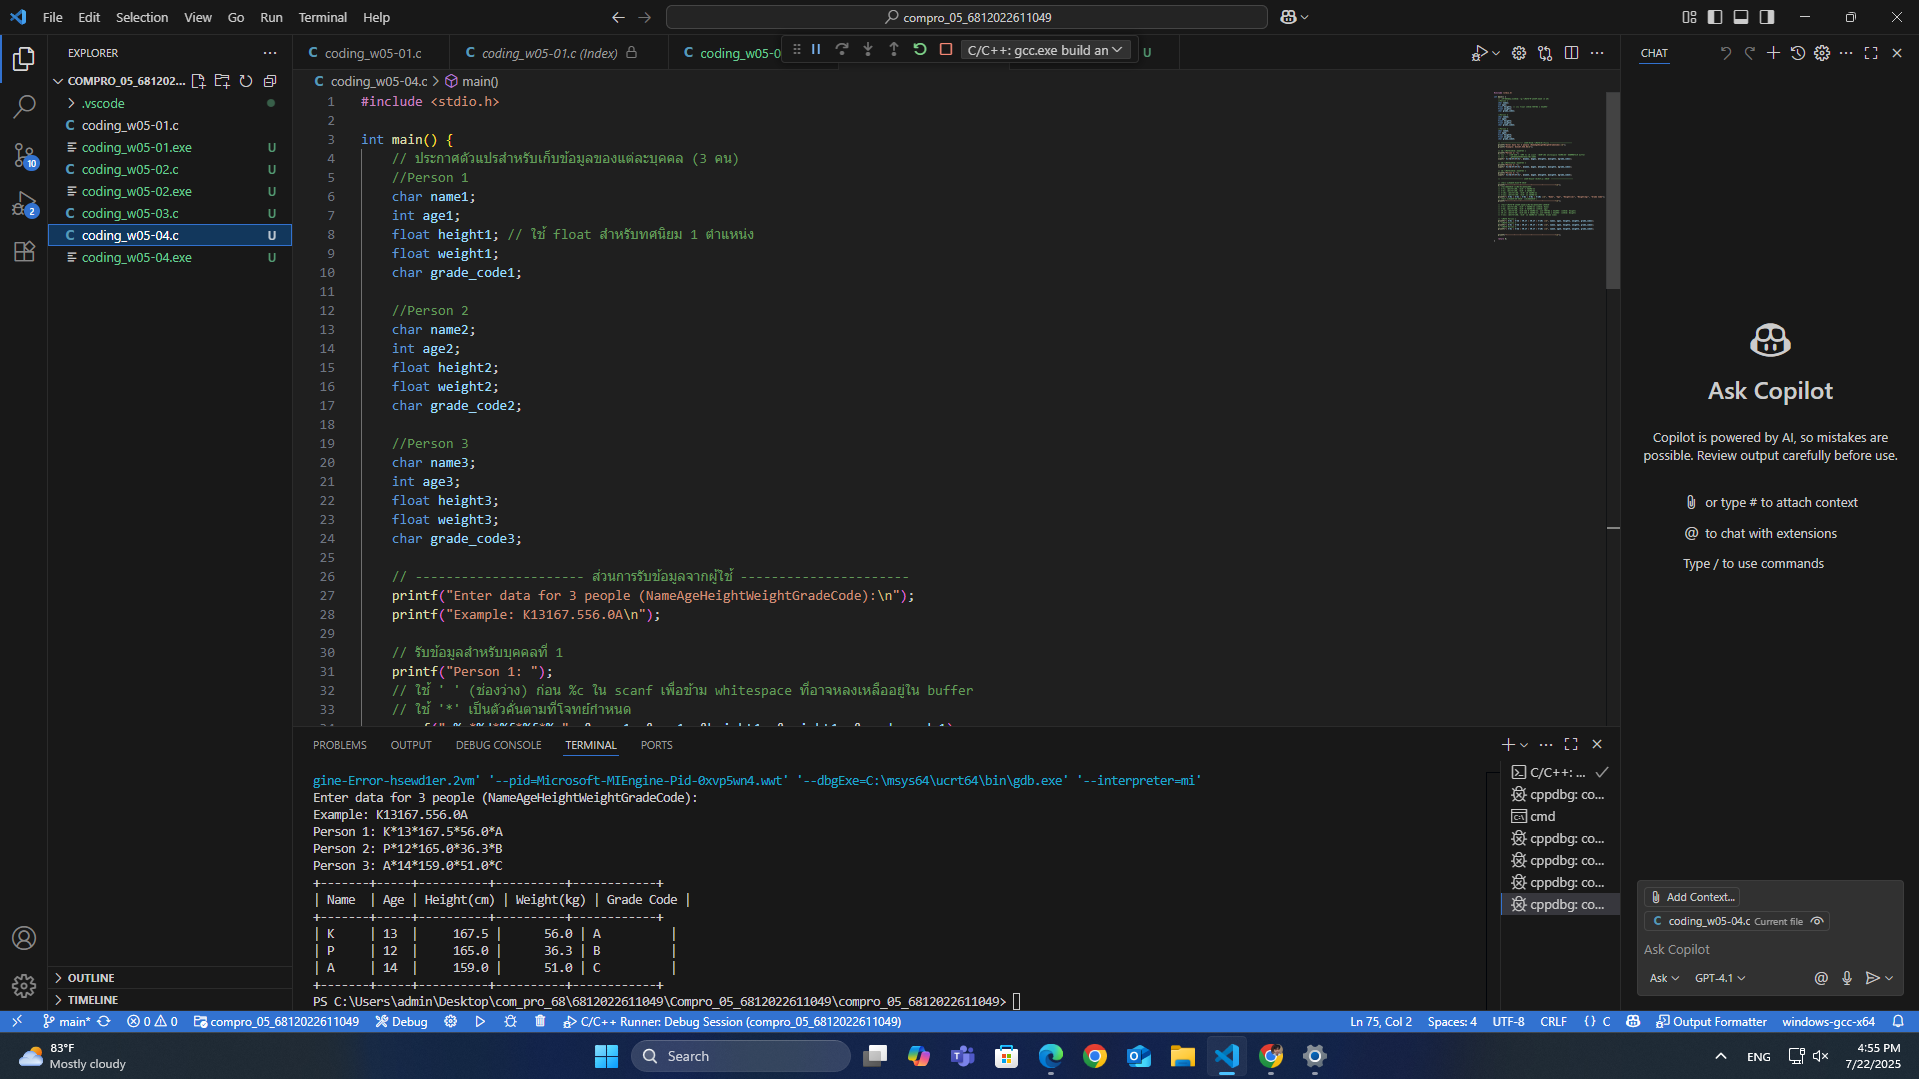 File Edit Selection View Go Run Terminal Help
compro_05_6812022611049
EXPLORER
COMPRO_05_681202...
.vscode
coding_w05-01.c
coding_w05-01.exe U
coding_w05-02.c U
coding_w05-02.exe U
coding_w05-03.c U
coding_w05-04.c U
coding_w05-04.exe U
10
2
OUTLINE
TIMELINE
coding_w05-01.c
coding_w05-01.c (Index)
coding_w05-0
C/C++: gcc.exe build an
U
coding_w05-04.c > main()
1 #include <stdio.h>
2
3 int main() {
4 // ประกาศตัวแปรสำหรับเก็บข้อมูลของแต่ละบุคคล (3 คน)
5 //Person 1
6 char name1;
7 int age1;
8 float height1; // ใช้ float สำหรับทศนิยม 1 ตำแหน่ง
9 float weight1;
10 char grade_code1;
11
12 //Person 2
13 char name2;
14 int age2;
15 float height2;
16 float weight2;
17 char grade_code2;
18
19 //Person 3
20 char name3;
21 int age3;
22 float height3;
23 float weight3;
24 char grade_code3;
25
26 // ---------------------- ส่วนการรับข้อมูลจากผู้ใช้ ----------------------
27 printf("Enter data for 3 people (NameAgeHeightWeightGradeCode):\n");
28 printf("Example: K13167.556.0A\n");
29
30 // รับข้อมูลสำหรับบุคคลที่ 1
31 printf("Person 1: ");
32 // ใช้ ' ' (ช่องว่าง) ก่อน %c ใน scanf เพื่อข้าม whitespace ที่อาจหลงเหลืออยู่ใน buffer
33 // ใช้ '*' เป็นตัวคั่นตามที่โจทย์กำหนด
PROBLEMS OUTPUT DEBUG CONSOLE TERMINAL PORTS
gine-Error-hsewd1er.2vm' '--pid=Microsoft-MIEngine-Pid-0xvp5wn4.wwt' '--dbgExe=C:\msys64\ucrt64\bin\gdb.exe' '--interpreter=mi'
Enter data for 3 people (NameAgeHeightWeightGradeCode):
Example: K13167.556.0A
Person 1: K*13*167.5*56.0*A
Person 2: P*12*165.0*36.3*B
Person 3: A*14*159.0*51.0*C
+-------+-----+----------+----------+------------+
| Name | Age | Height(cm) | Weight(kg) | Grade Code |
+-------+-----+----------+----------+------------+
| K | 13 | 167.5 | 56.0 | A |
| P | 12 | 165.0 | 36.3 | B |
| A | 14 | 159.0 | 51.0 | C |
+-------+-----+----------+----------+------------+
PS C:\Users\admin\Desktop\com_pro_68\6812022611049\Compro_05_6812022611049\compro_05_6812022611049>
C/C++: ...
cppdbg: co...
cmd
cppdbg: co...
cppdbg: co...
cppdbg: co...
cppdbg: co...
CHAT
Ask Copilot
Copilot is powered by AI, so mistakes are
possible. Review output carefully before use.
or type # to attach context
@ to chat with extensions
Type / to use commands
Add Context...
coding_w05-04.c Current file
Ask Copilot
Ask GPT-4.1
main* 0 0 compro_05_6812022611049 Debug C/C++ Runner: Debug Session (compro_05_6812022611049)
Ln 75, Col 2 Spaces: 4 UTF-8 CRLF {} C Output Formatter windows-gcc-x64
83°F
Mostly cloudy
Search
ENG
4:55 PM
7/22/2025